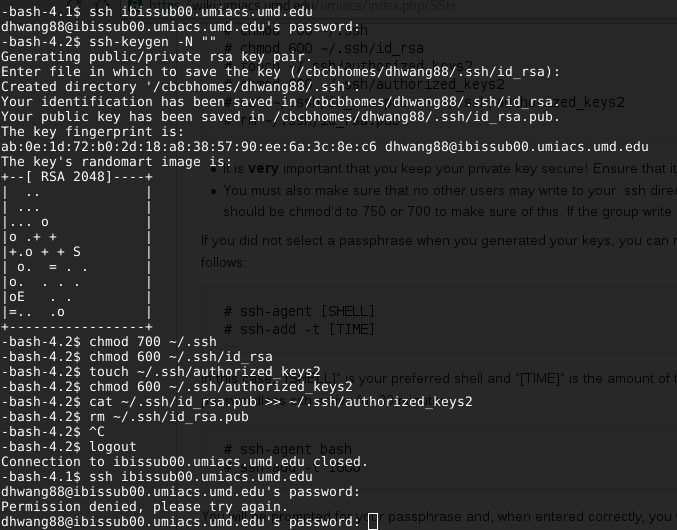 https://wiki.umiacs.umd.edu/umiacs/index.php/SSH
-bash-4.1$ ssh ibissub00.umiacs.umd.edu
dhwang88@ibissub00.umiacs.umd.edu's password:
-bash-4.2$ ssh-keygen -N ""
Generating public/private rsa key pair.
Enter file in which to save the key (/cbcbhomes/dhwang88/.ssh/id_rsa):
Created directory '/cbcbhomes/dhwang88/.ssh'.
Your identification has been saved in /cbcbhomes/dhwang88/.ssh/id_rsa.
Your public key has been saved in /cbcbhomes/dhwang88/.ssh/id_rsa.pub.
The key fingerprint is:
ab:0e:1d:72:b0:2d:18:a8:38:57:90:ee:6a:3c:8e:c6 dhwang88@ibissub00.umiacs.umd.edu
The key's randomart image is:
+--[ RSA 2048]----+
|  ..             |
| ...             |
|... o            |
|o .+ +           |
|+.o + + S        |
| o.  = . .       |
|o.  . . .        |
|oE   . .         |
|=..  .o          |
+-----------------+
-bash-4.2$ chmod 700 ~/.ssh
-bash-4.2$ chmod 600 ~/.ssh/id_rsa
-bash-4.2$ touch ~/.ssh/authorized_keys2
-bash-4.2$ chmod 600 ~/.ssh/authorized_keys2
-bash-4.2$ cat ~/.ssh/id_rsa.pub >> ~/.ssh/authorized_keys2
-bash-4.2$ rm ~/.ssh/id_rsa.pub
-bash-4.2$ ^C
-bash-4.2$ logout
Connection to ibissub00.umiacs.umd.edu closed.
-bash-4.1$ ssh ibissub00.umiacs.umd.edu
dhwang88@ibissub00.umiacs.umd.edu's password:
Permission denied, please try again.
dhwang88@ibissub00.umiacs.umd.edu's password:
# chmod 600 ~/.ssh/id_rsa
It is very important that you keep your private key secure! Ensure that it
You must also make sure that no other users may write to your .ssh direc
should be chmod'd to 750 or 700 to make sure of this. If the group write
If you did not select a passphrase when you generated your keys, you can
follows:
# ssh-agent [SHELL]
# ssh-add -t [TIME]
is your preferred shell and "[TIME]" is the amount of t
# ssh-agent bash
You will be prompted for your passphrase and, when entered correctly, you